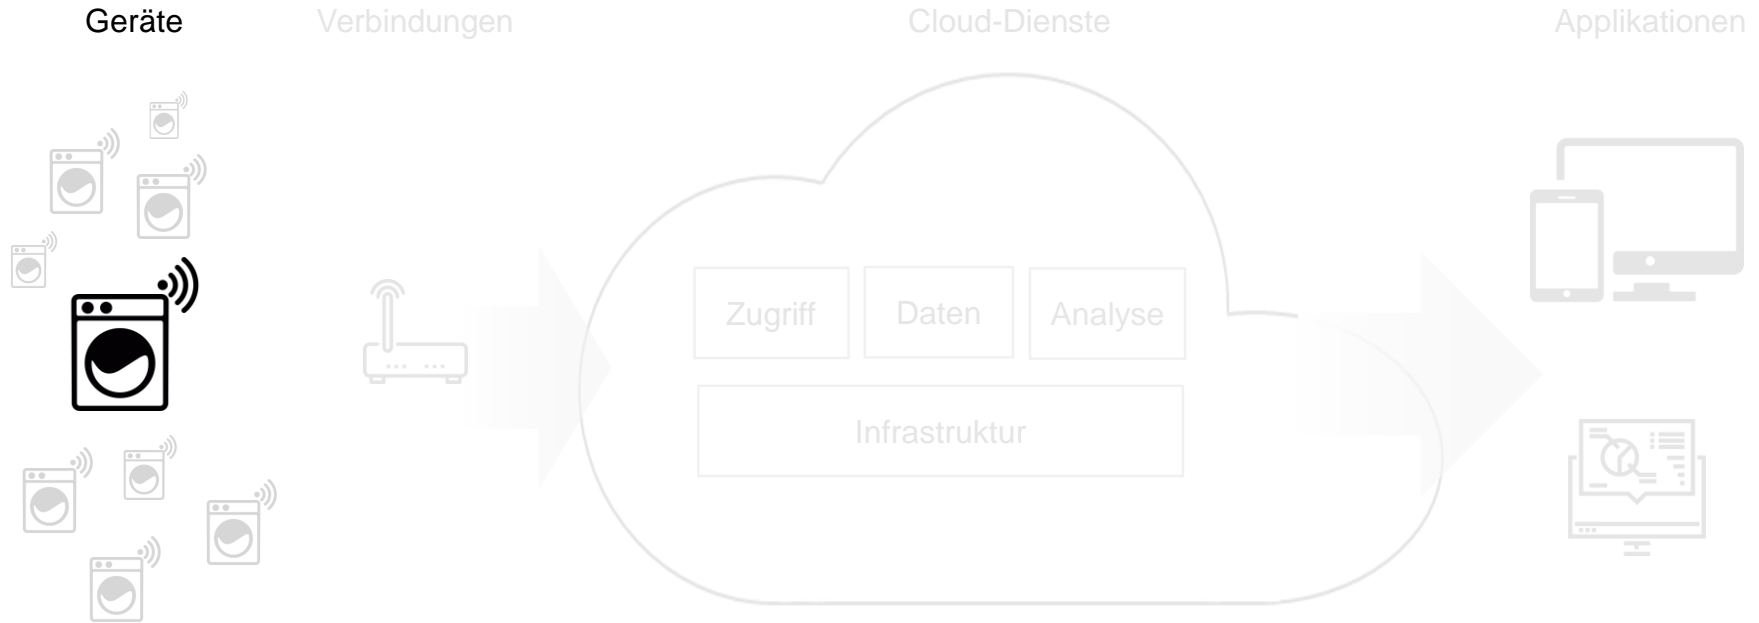 Geräte
Verbindungen
Cloud-Dienste
Applikationen
Zugriff
Daten
Analyse
Infrastruktur